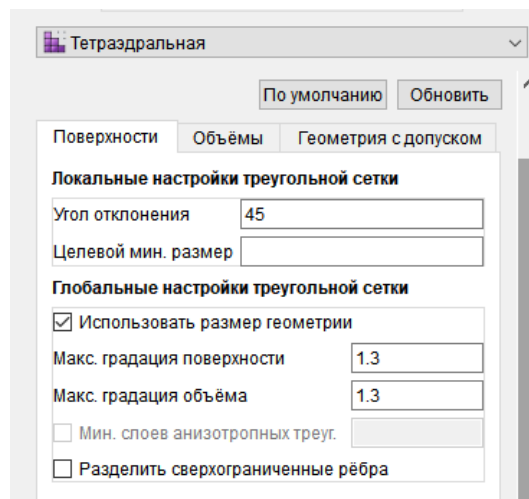 Тетраэдральная
По умолчанию Обновить
Поверхности Объёмы Геометрия с допуском
Локальные настройки треугольной сетки
Угол отклонения 45
Целевой мин. размер
Глобальные настройки треугольной сетки
Использовать размер геометрии
Макс. градация поверхности 1.3
Макс. градация объёма 1.3
Мин. слоев анизотропных треуг.
Разделить сверхограниченные рёбра